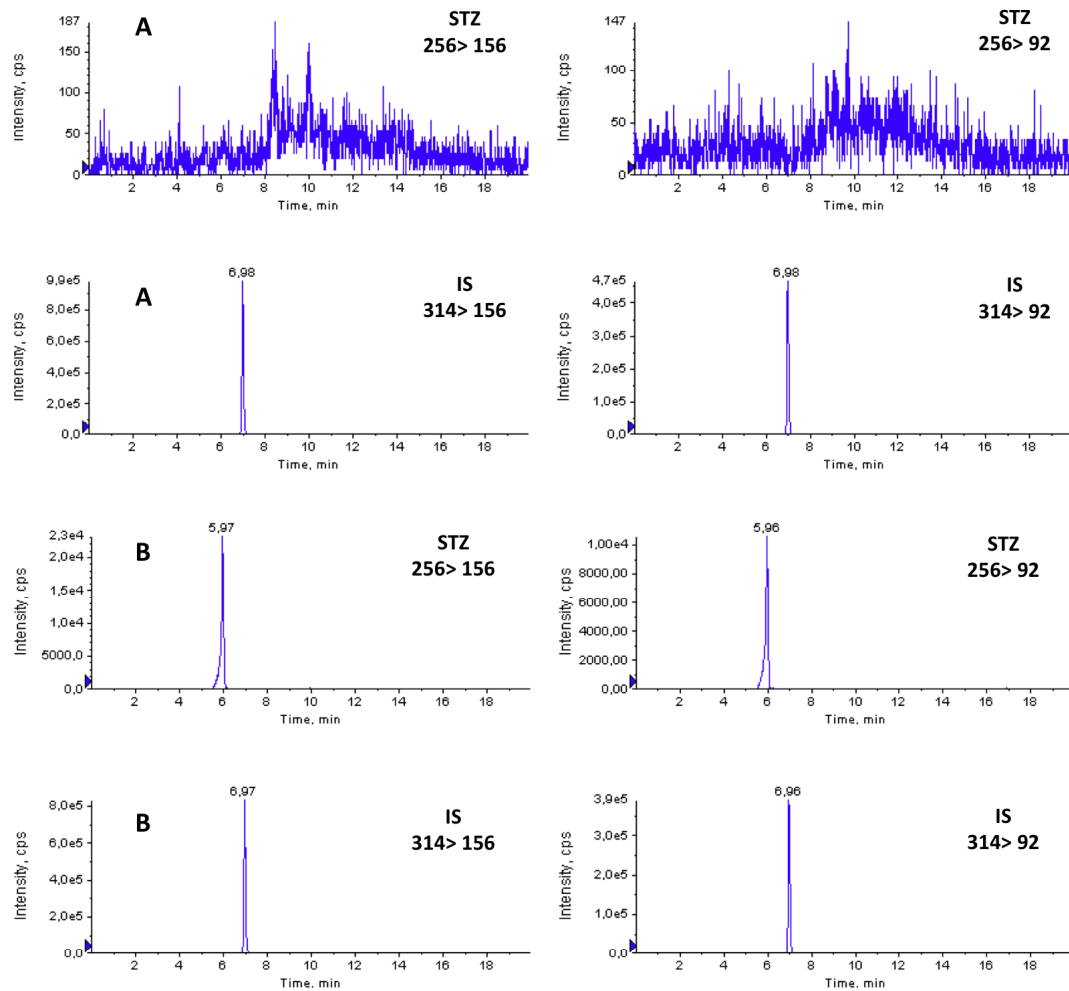 A
STZ
256> 156
Intensity, cps
187
150
100
50
0
2 4 6 8 10 12 14 16 18
Time, min
STZ
256> 92
Intensity, cps
147
100
50
0
2 4 6 8 10 12 14 16 18
Time, min
A
IS
314> 156
Intensity, cps
9,9e5
8,0e5
6,0e5
4,0e5
2,0e5
0,0
6,98
2 4 6 8 10 12 14 16 18
Time, min
IS
314> 92
Intensity, cps
4,7e5
4,0e5
3,0e5
2,0e5
1,0e5
0,0
6,98
2 4 6 8 10 12 14 16 18
Time, min
B
STZ
256> 156
Intensity, cps
2,3e4
2,0e4
1,5e4
1,0e4
5000,0
0,0
5,97
2 4 6 8 10 12 14 16 18
Time, min
STZ
256> 92
Intensity, cps
1,00e4
8000,00
6000,00
4000,00
2000,00
0,00
5,96
2 4 6 8 10 12 14 16 18
Time, min
B
IS
314> 156
Intensity, cps
8,0e5
6,0e5
4,0e5
2,0e5
0,0
6,97
2 4 6 8 10 12 14 16 18
Time, min
IS
314> 92
Intensity, cps
3,9e5
3,0e5
2,0e5
1,0e5
0,0
6,96
2 4 6 8 10 12 14 16 18
Time, min